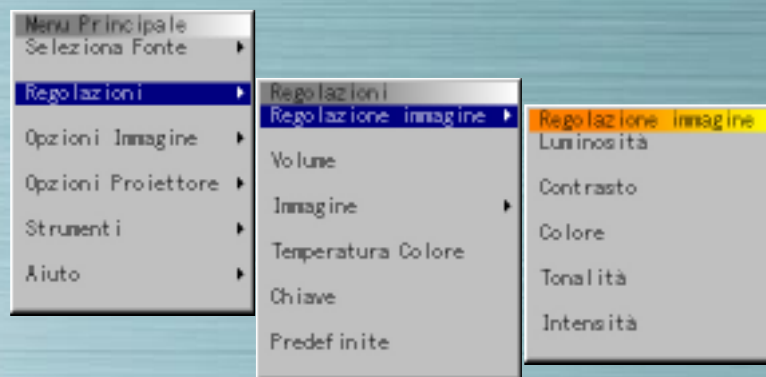 Menu Principale
Seleziona Fonte
Regolazioni
Opzioni Immagine
Opzioni Proiettore
Strumenti
Aiuto
Regolazioni
Regolazione immagine
Volume
Immagine
Temperatura Colore
Chiave
Predefinite
Regolazione immagine
Luminosità
Contrasto
Colore
Tonalità
Intensità